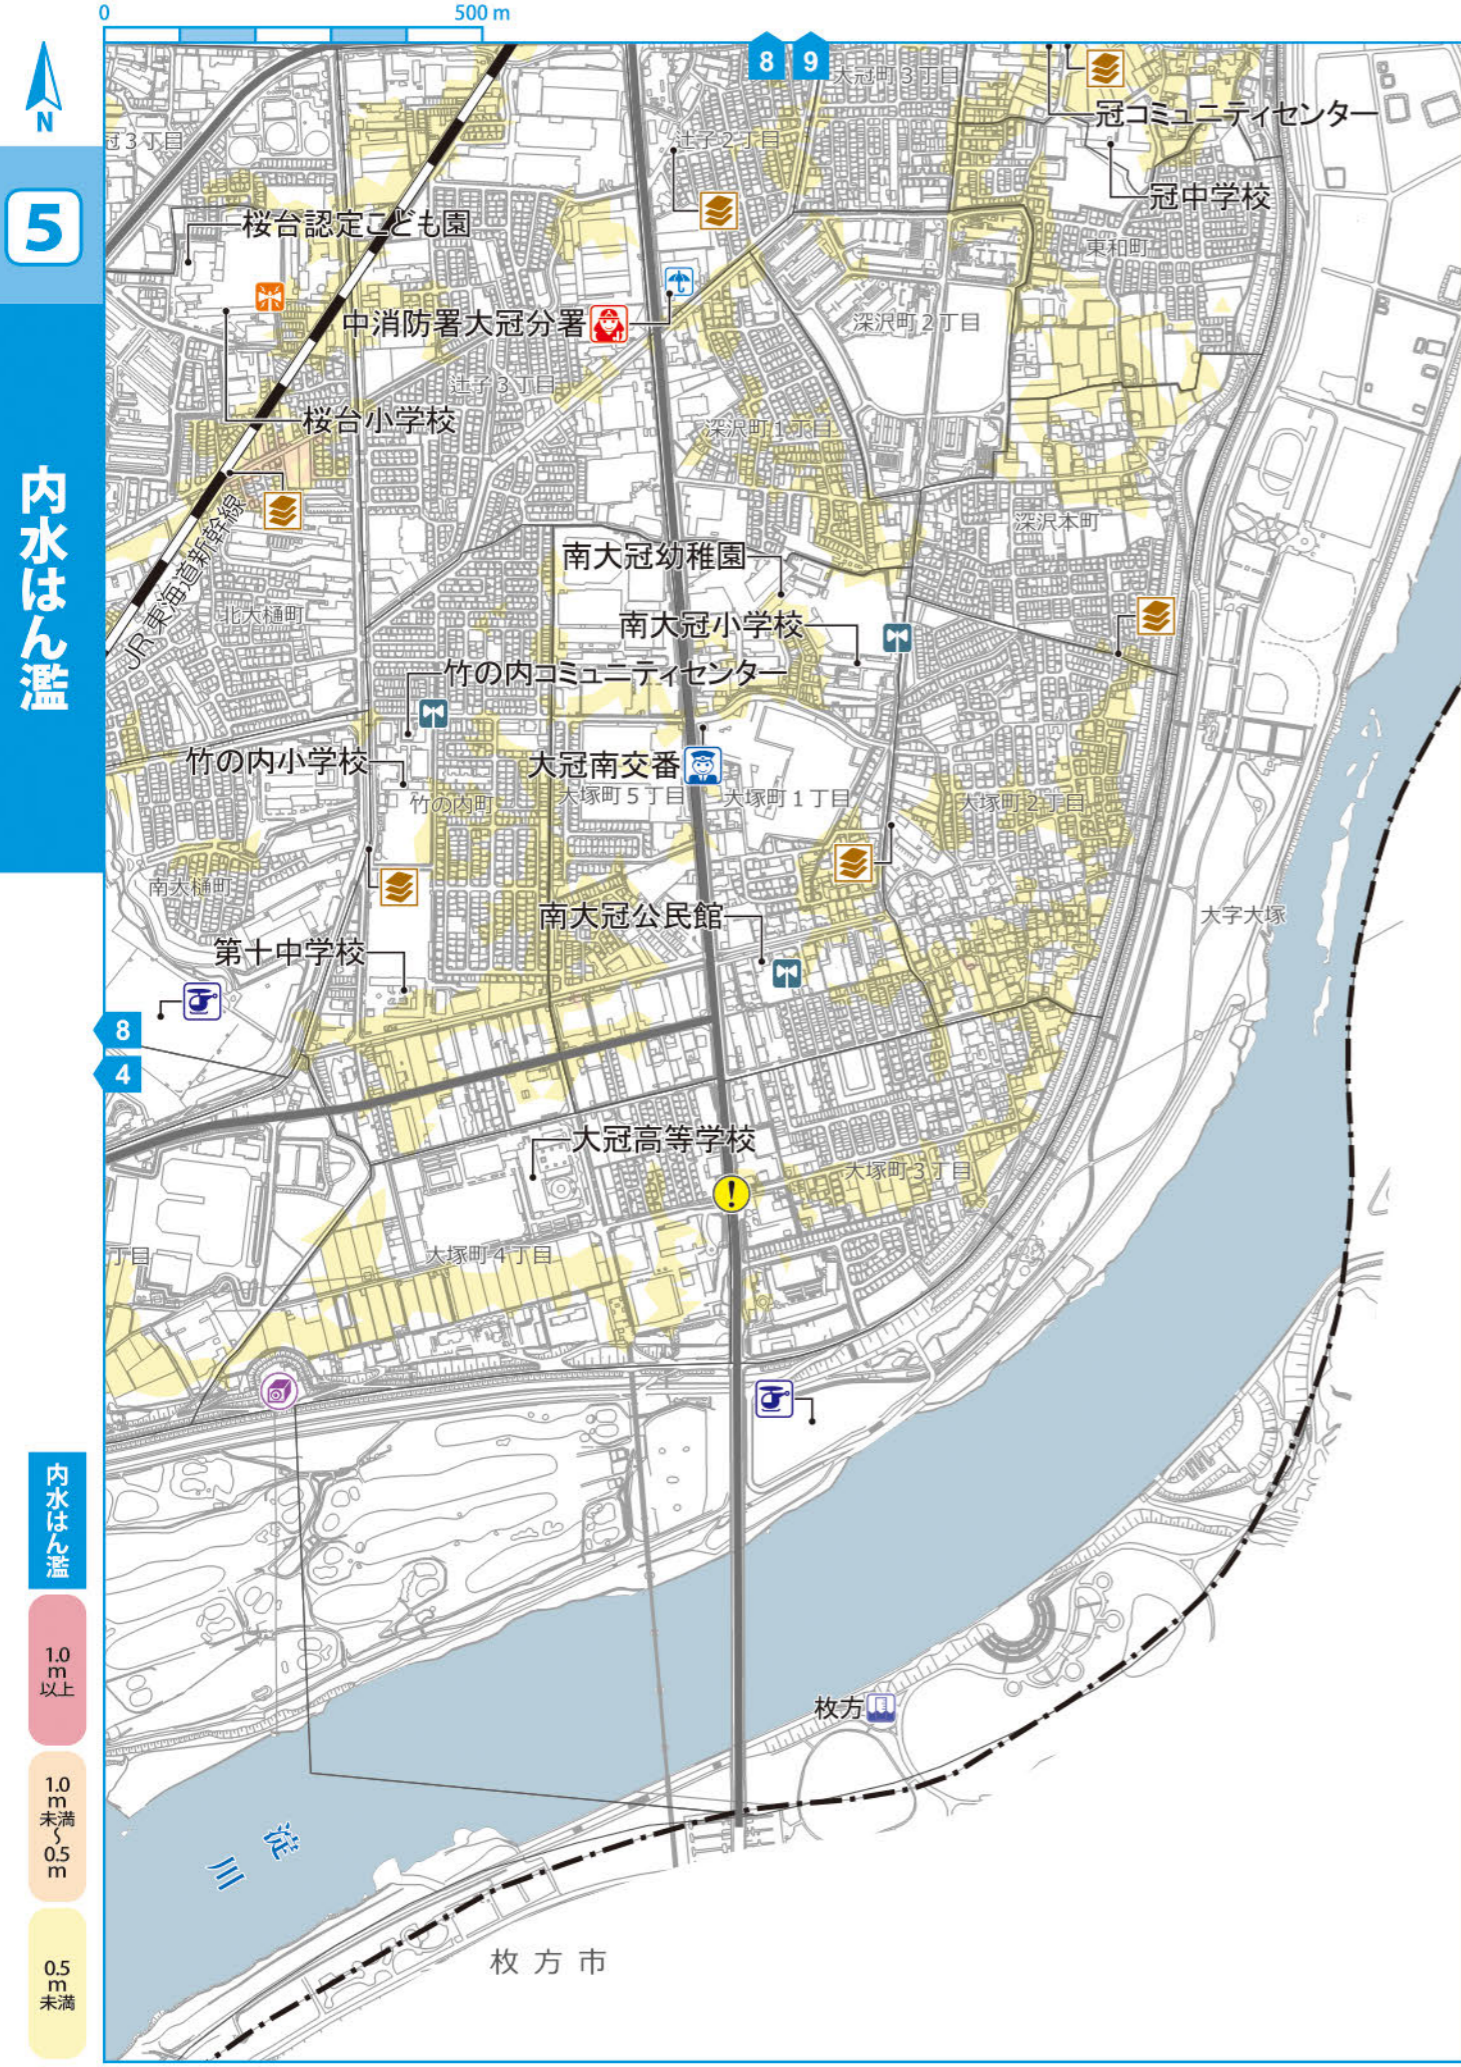 0
500 m
N
5
内水はん濫
8
9
冠3丁目
大冠町3丁目
辻子2丁目
冠コミュニティセンター
冠中学校
東和町
桜台認定こども園
中消防署大冠分署
深沢町2丁目
辻子3丁目
桜台小学校
深沢町1丁目
JR東海道新幹線
深沢本町
南大冠幼稚園
北大樋町
南大冠小学校
竹の内コミュニティセンター
竹の内小学校
大冠南交番
竹の内町
大塚町5丁目
大塚町1丁目
大塚町2丁目
南大樋町
南大冠公民館
大字大塚
第十中学校
8
4
大冠高等学校
大塚町3丁目
丁目
大塚町4丁目
枚方
淀川
枚方市
内水はん濫
1.0
m
以上
1.0
m
未満
〜
0.5
m
0.5
m
未満